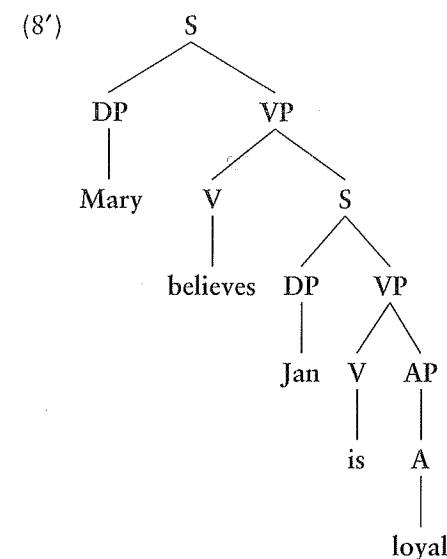 (8′) S
DP VP
Mary V S
believes DP VP
Jan V AP
is A
loyal